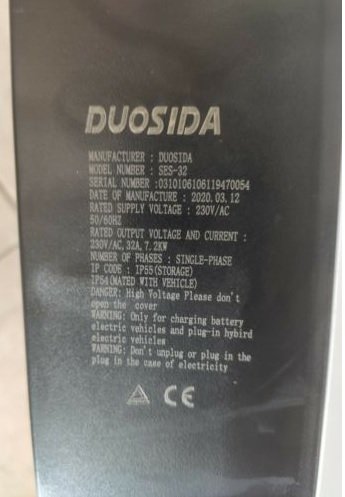 DUOSIDA
MANUFACTURER : DUOSIDA
MODEL NUMBER : SES-32
SERIAL NUMBER :0310106106119470054
DATE OF MANUFACTURE : 2020.03.12
RATED SUPPLY VOLTAGE : 230V/AC
50/60HZ
RATED OUTPUT VOLTAGE AND CURRENT :
230V/AC, 32A, 7.2KW
NUMBER OF PHASES : SINGLE-PHASE
IP CODE : IP55(STORAGE)
IP54(MATED WITH VEHICLE)
DANGER: High Voltage Please don't
open the cover
WARNING: Only for charging battery
electric vehicles and plug-in hybird
electric vehicles
WARNING: Don't unplug or plug in the
plug in the case of electricity
CE